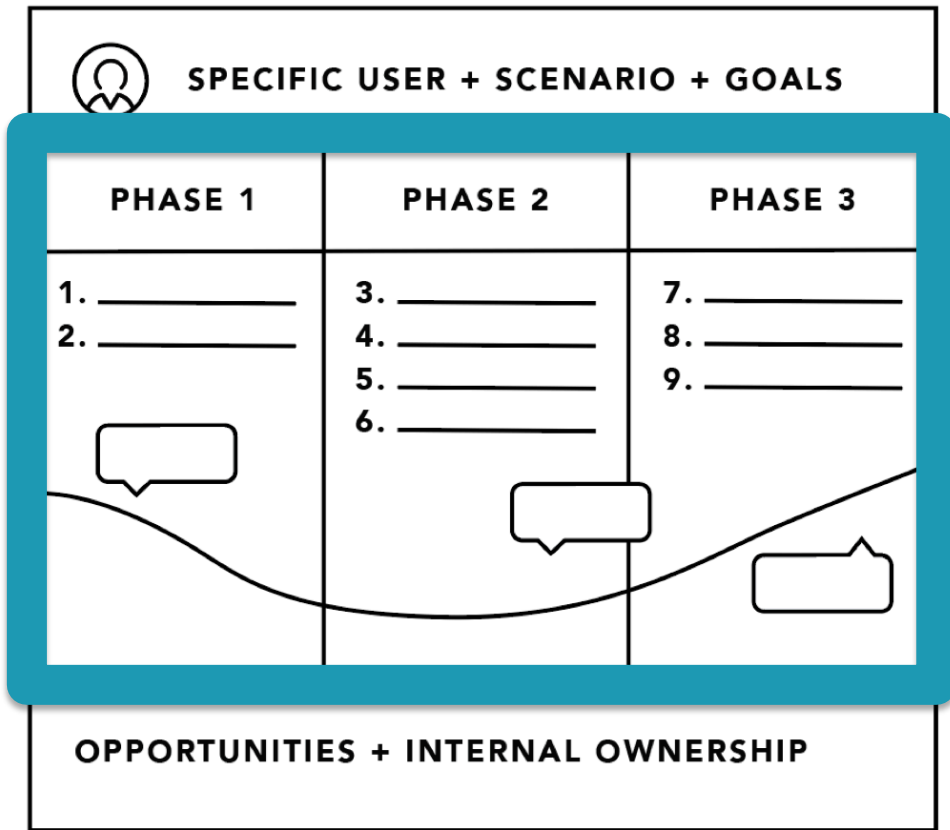 SPECIFIC USER + SCENARIO + GOALS
PHASE 1
PHASE 2
PHASE 3
1.
2.
3.
4.
5.
6.
7.
8.
9.
OPPORTUNITIES + INTERNAL OWNERSHIP